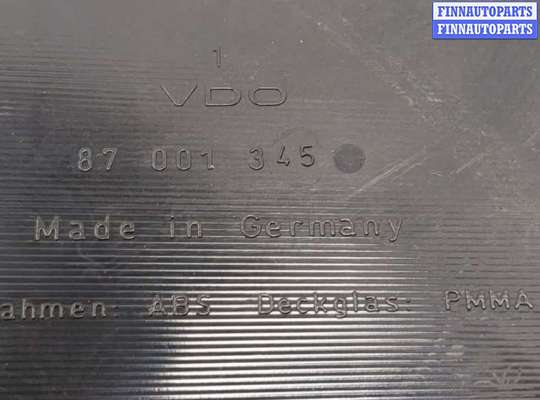 FINNAUTOPARTS
FINNAUTOPARTS
1
VDO
87 001 345
Made in Germany
ahmen: ABS Deckglas: PMMA